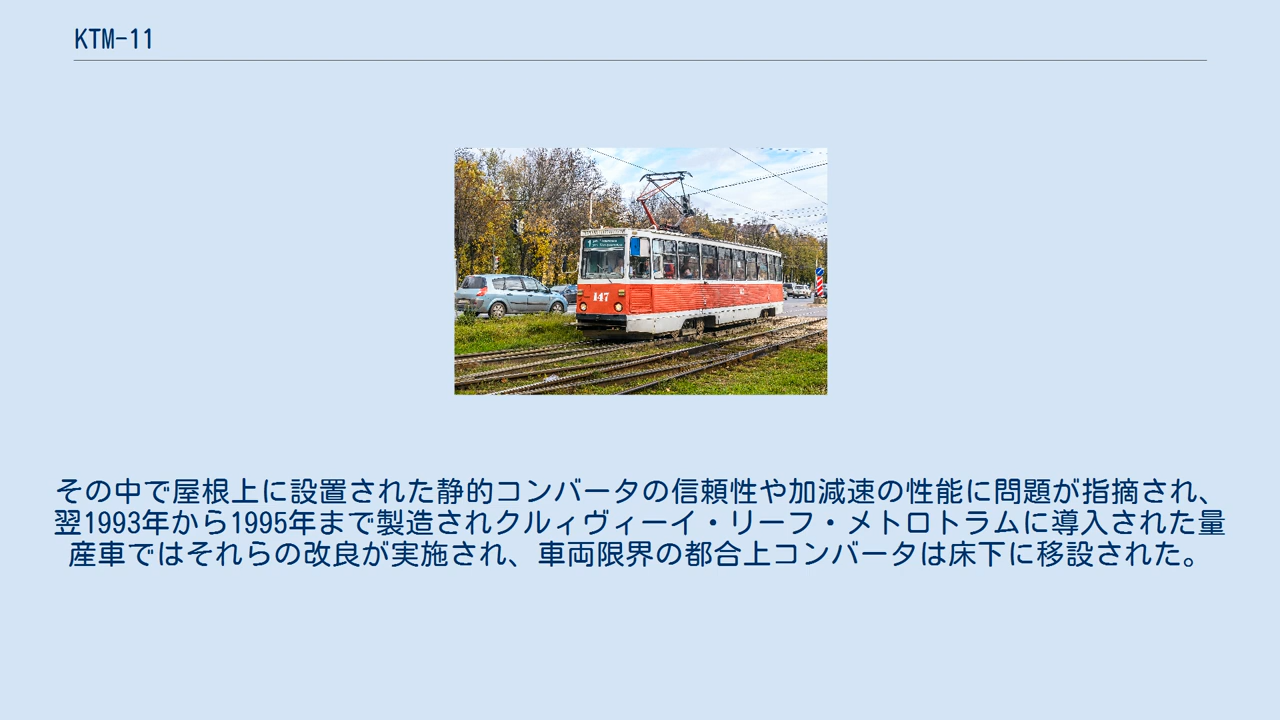 KTM-11
147
その中で屋根上に設置された静的コンバータの信頼性や加減速の性能に問題が指摘され、
翌1993年から1995年まで製造されクルィヴィーイ・リーフ・メトロトラムに導入された量
産車ではそれらの改良が実施され、車両限界の都合上コンバータは床下に移設された。